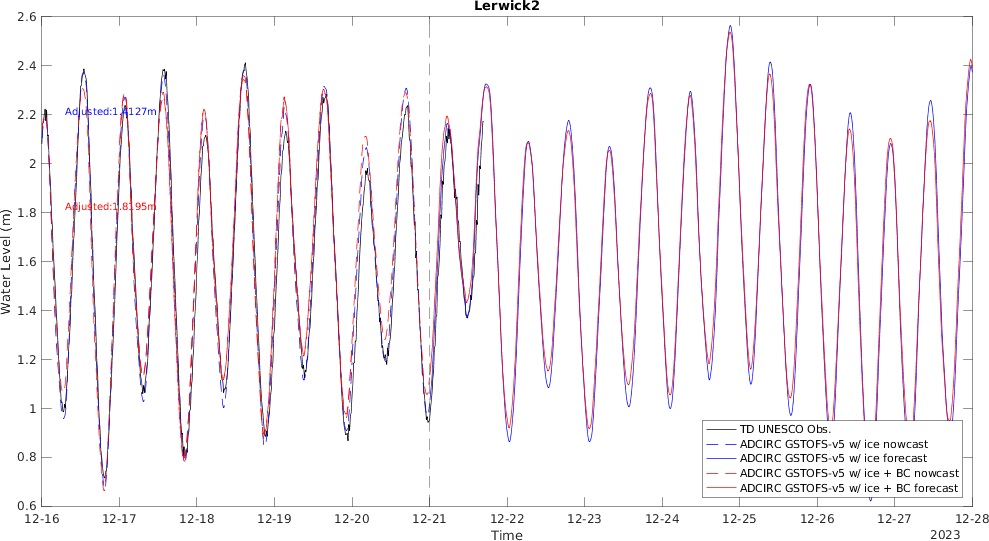 Lerwick2
2.6
2.4
2.2
2
1.8
1.6
1.4
1.2
1
0.8
0.6
Water Level (m)
Adjusted:1.8127m
Adjusted:1.8195m
TD UNESCO Obs.
ADCIRC GSTOFS-v5 w/ ice nowcast
ADCIRC GSTOFS-v5 w/ ice forecast
ADCIRC GSTOFS-v5 w/ ice + BC nowcast
ADCIRC GSTOFS-v5 w/ ice + BC forecast
12-16 12-17 12-18 12-19 12-20 12-21 12-22 12-23 12-24 12-25 12-26 12-27 12-28
Time
2023